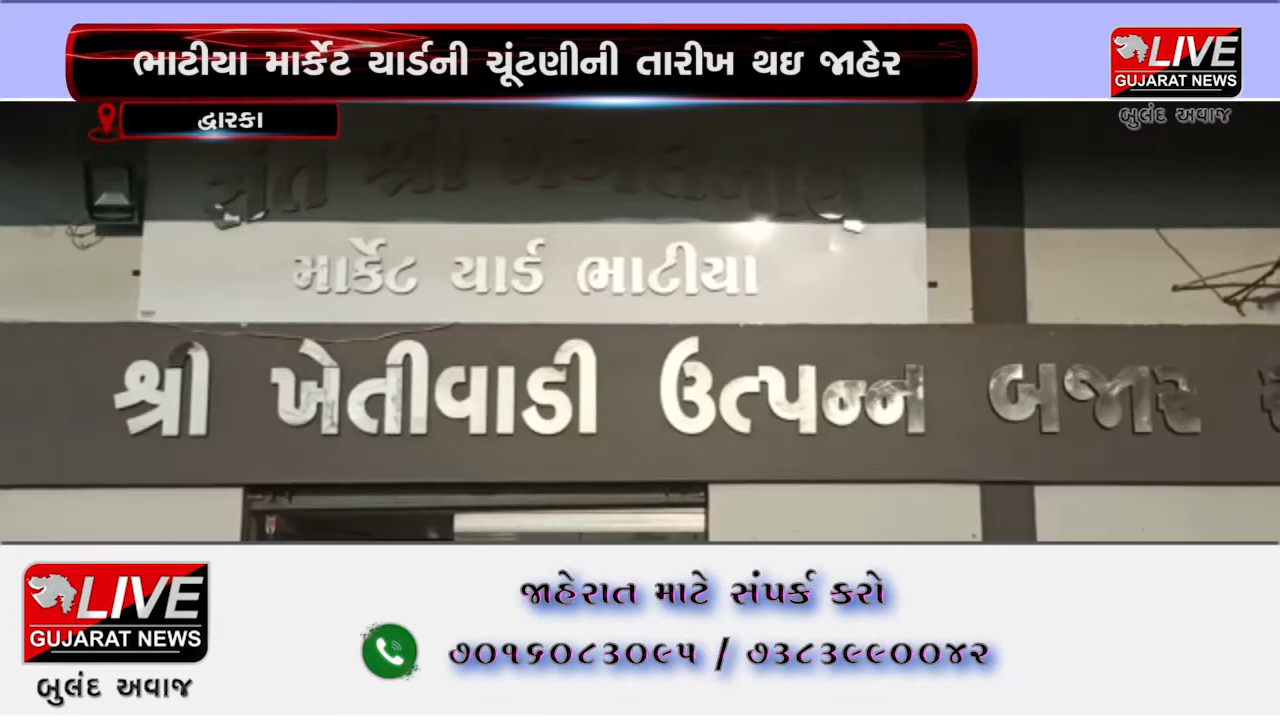 ભાટીયા માર્કેટ યાર્ડની ચૂંટણીની તારીખ થઇ જાહેર
LIVE
GUJARAT NEWS
બુલંદ અવાજ
દ્વારકા
સંત શ્રી
માર્કેટ યાર્ડ ભાટીયા
શ્રી ખેતીવાડી ઉત્પન્ન બજાર
LIVE
GUJARAT NEWS
બુલંદ અવાજ
જાહેરાત માટે સંપર્ક કરો
૭૦૧૬૦૮૩૦૯૫ / ૭૩૮૩૯૯૦૦૪૨